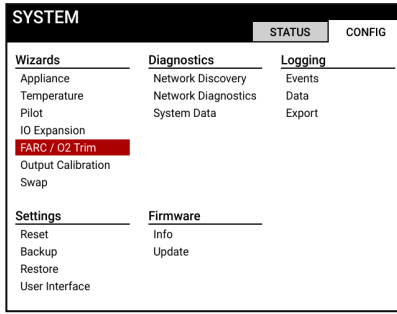 SYSTEM
STATUS
CONFIG
Wizards
Appliance
Temperature
Pilot
IO Expansion
FARC / O2 Trim
Output Calibration
Swap
Diagnostics
Network Discovery
Network Diagnostics
System Data
Logging
Events
Data
Export
Settings
Reset
Backup
Restore
User Interface
Firmware
Info
Update